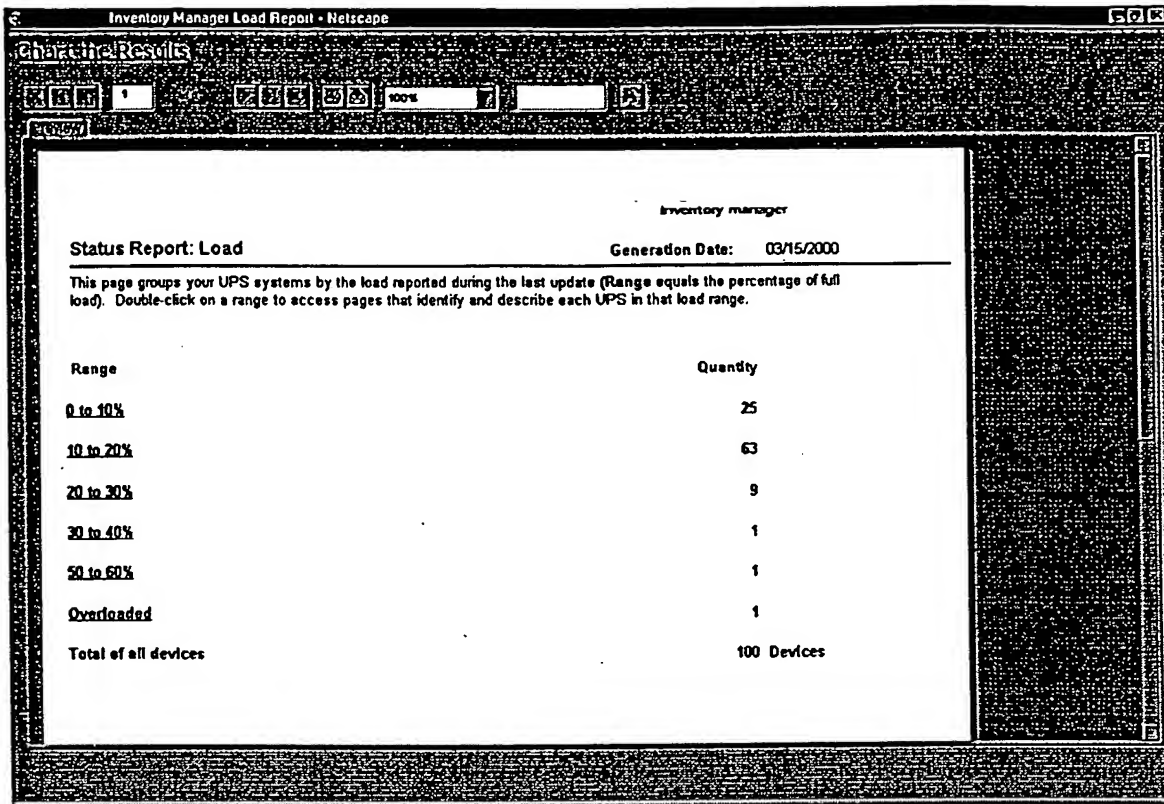 Inventory Manager Load Report - Netscape
Chart the Results
1
100%
Preview
Inventory manager
Status Report: Load Generation Date: 03/15/2000
This page groups your UPS systems by the load reported during the last update (Range equals the percentage of full
load). Double-click on a range to access pages that identify and describe each UPS in that load range.
Range Quantity
0 to 10% 25
10 to 20% 63
20 to 30% 9
30 to 40% 1
50 to 60% 1
Overloaded 1
Total of all devices 100 Devices